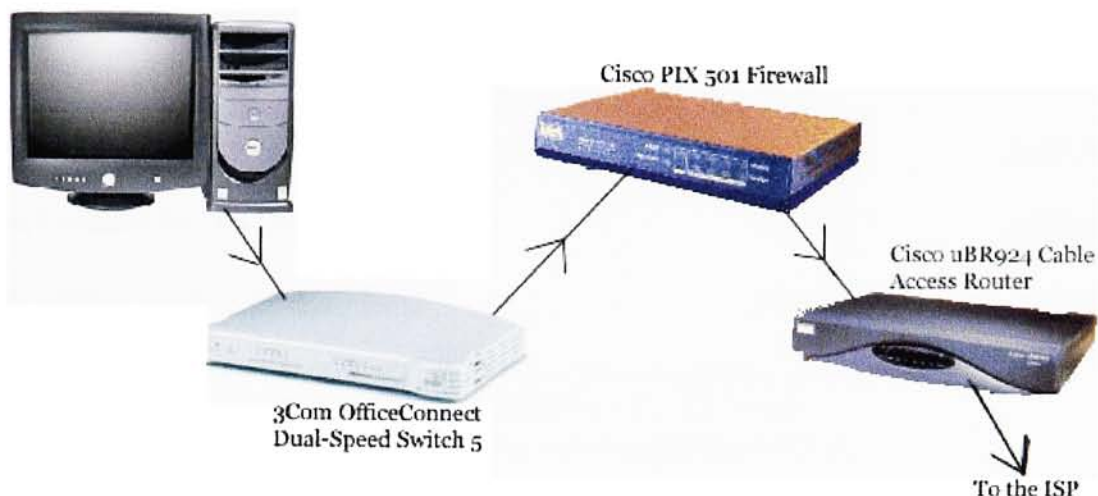 Cisco PIX 501 Firewall
Cisco uBR924 Cable
Access Router
3Com OfficeConnect
Dual-Speed Switch 5
To the ISP